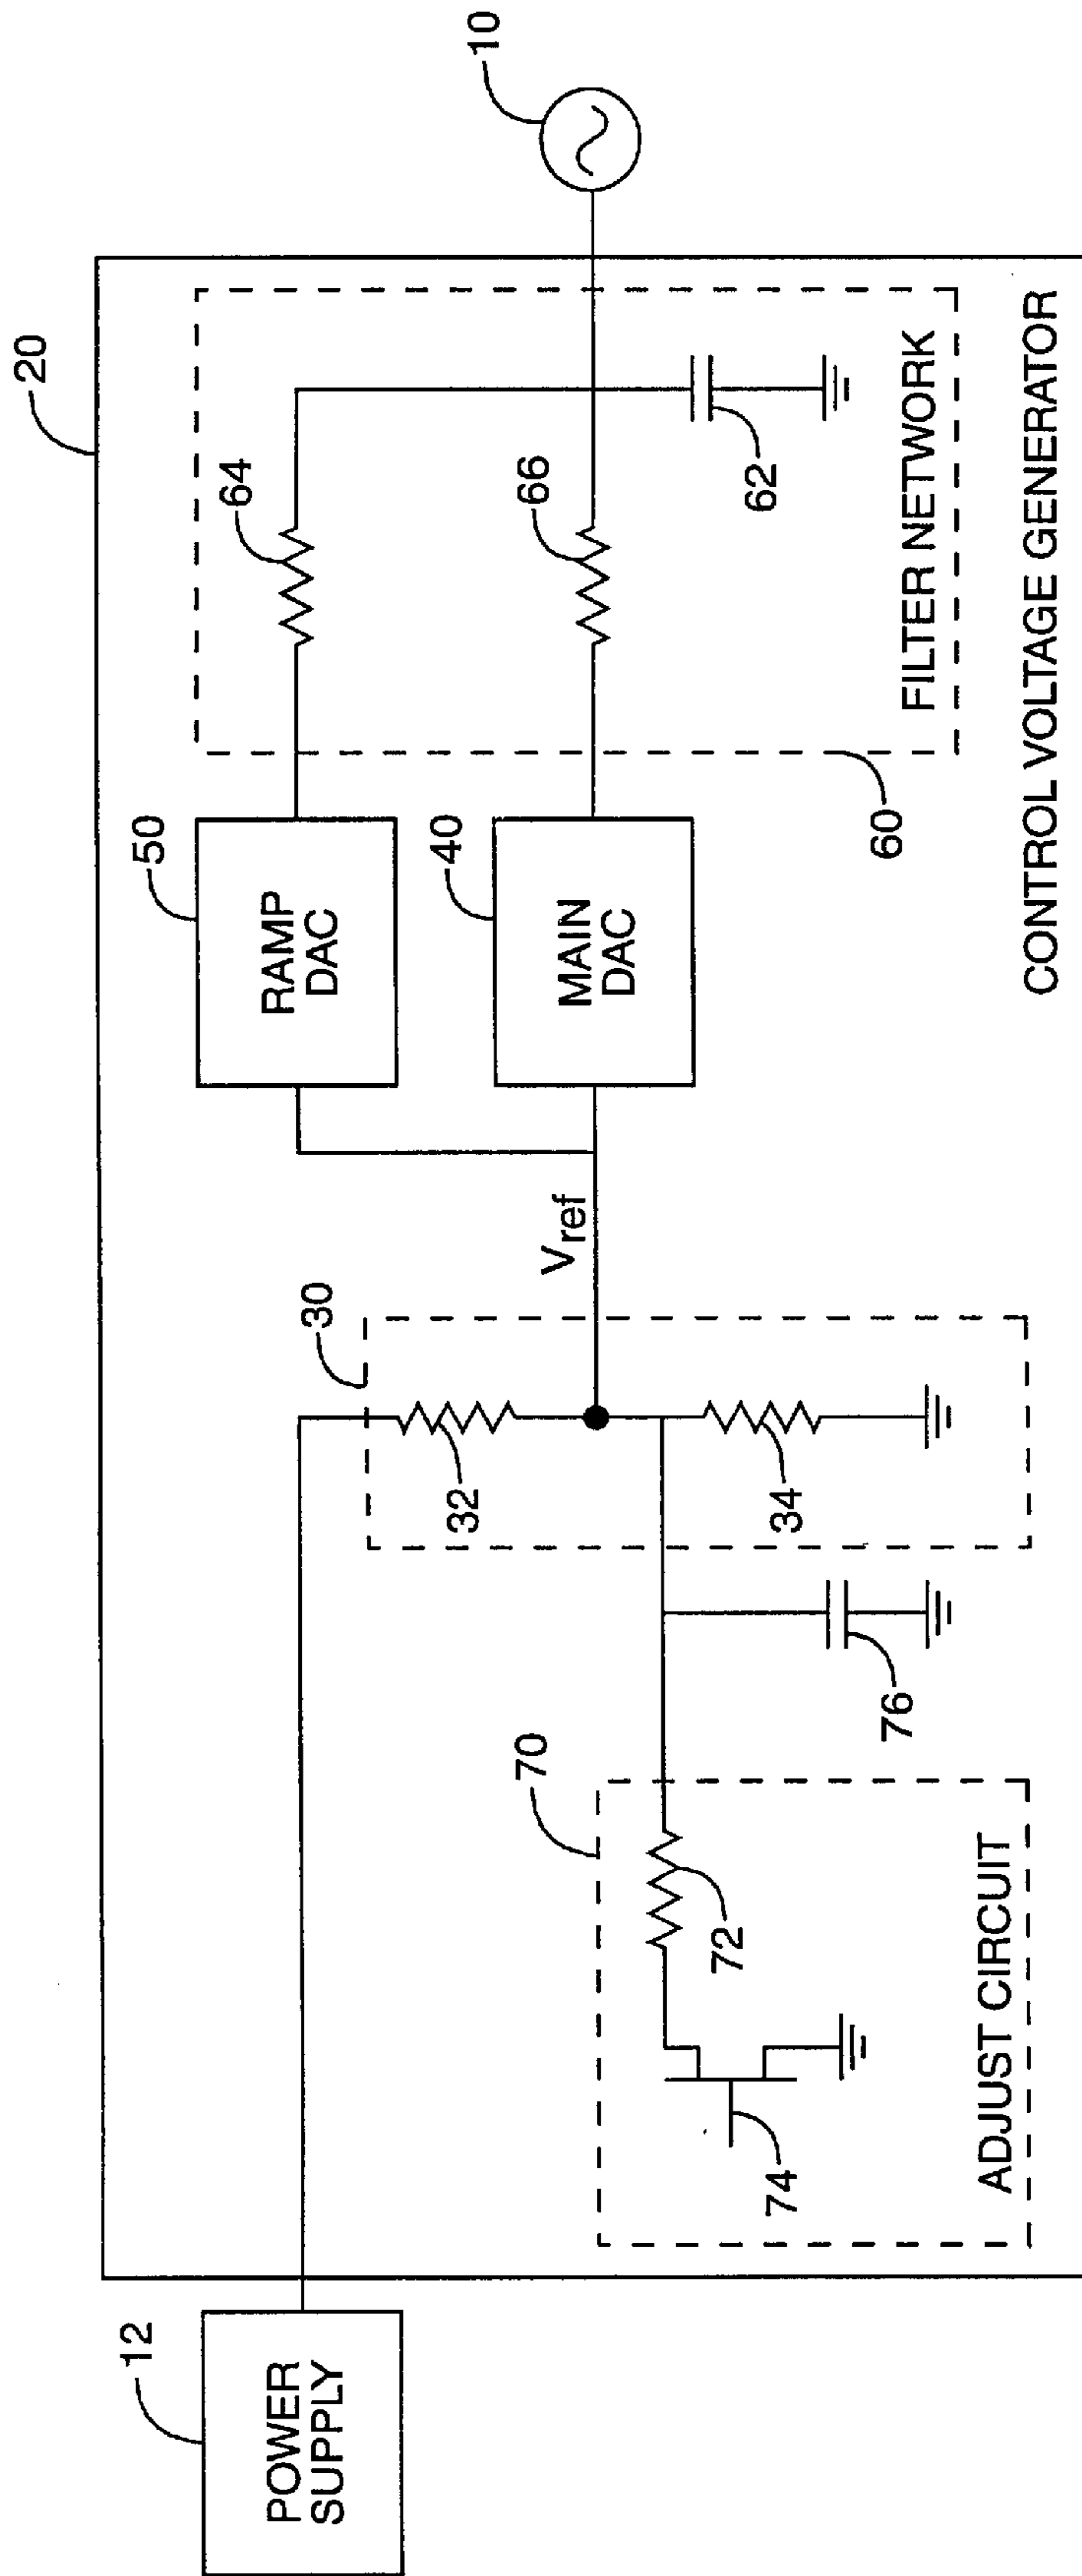 20
10
12
POWER
SUPPLY
30
50
RAMP
DAC
64
32
Vref
40
MAIN
DAC
66
70
72
74
76
34
62
60
ADJUST CIRCUIT
FILTER NETWORK
CONTROL VOLTAGE GENERATOR